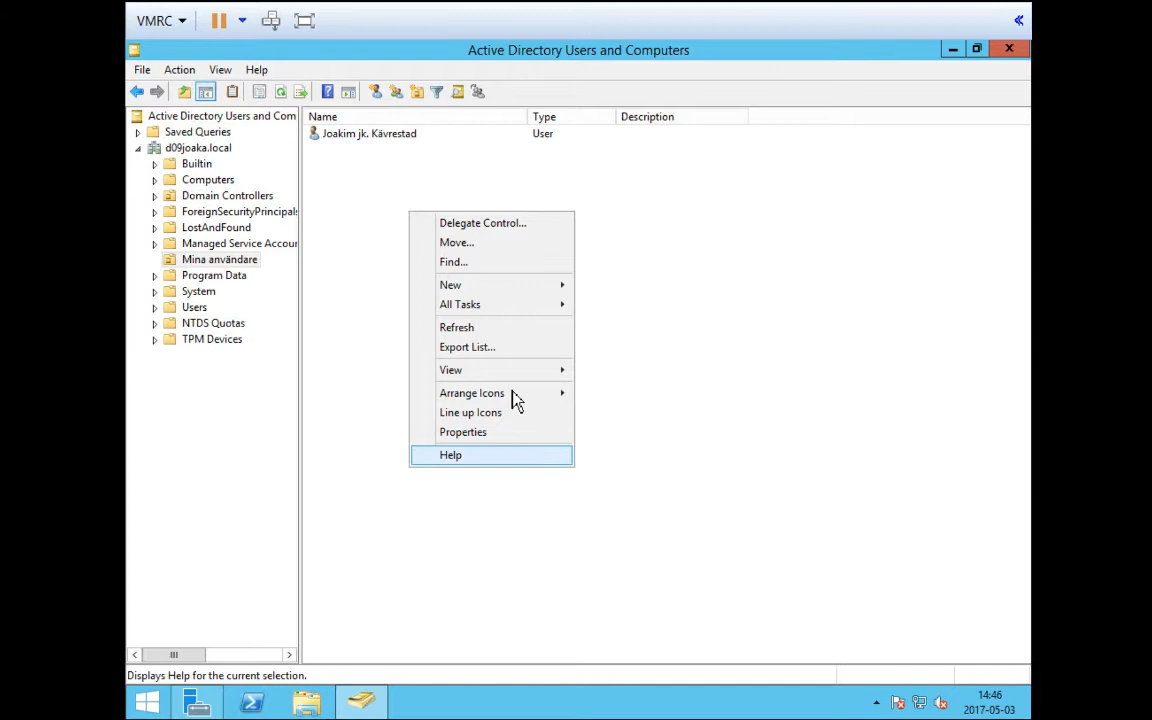 VMRC
Active Directory Users and Computers
File Action View Help
Active Directory Users and Com
Saved Queries
d09joaka.local
Builtin
Computers
Domain Controllers
ForeignSecurityPrincipals
LostAndFound
Managed Service Accour
Mina användare
Program Data
System
Users
NTDS Quotas
TPM Devices
Name Type Description
Joakim jk. Kävrestad User
Delegate Control...
Move...
Find...
New
All Tasks
Refresh
Export List...
View
Arrange Icons
Line up Icons
Properties
Help
Displays Help for the current selection.
14:46
2017-05-03